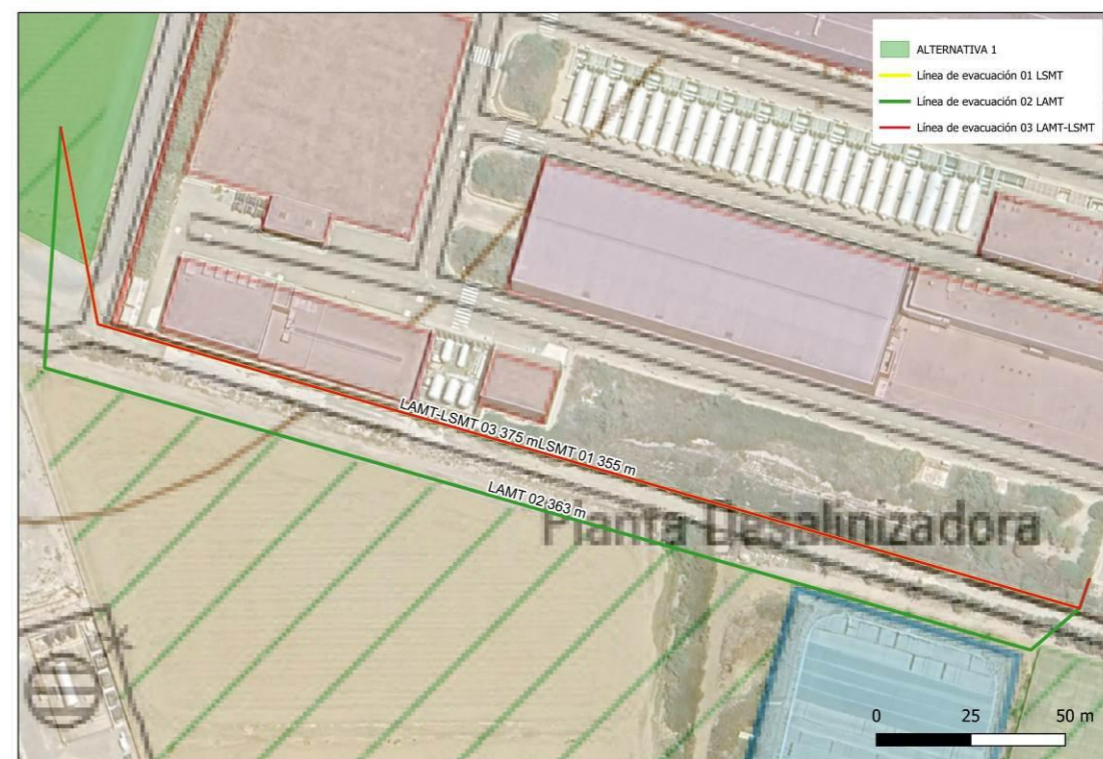 ALTERNATIVA 1
Línea de evacuación 01 LSMT
Línea de evacuación 02 LAMT
Línea de evacuación 03 LAMT-LSMT
LAMT-LSMT 03 375 mLSMT 01 355 m
LAMT 02 363 m
Planta Desalinizadora
0 25 50 m